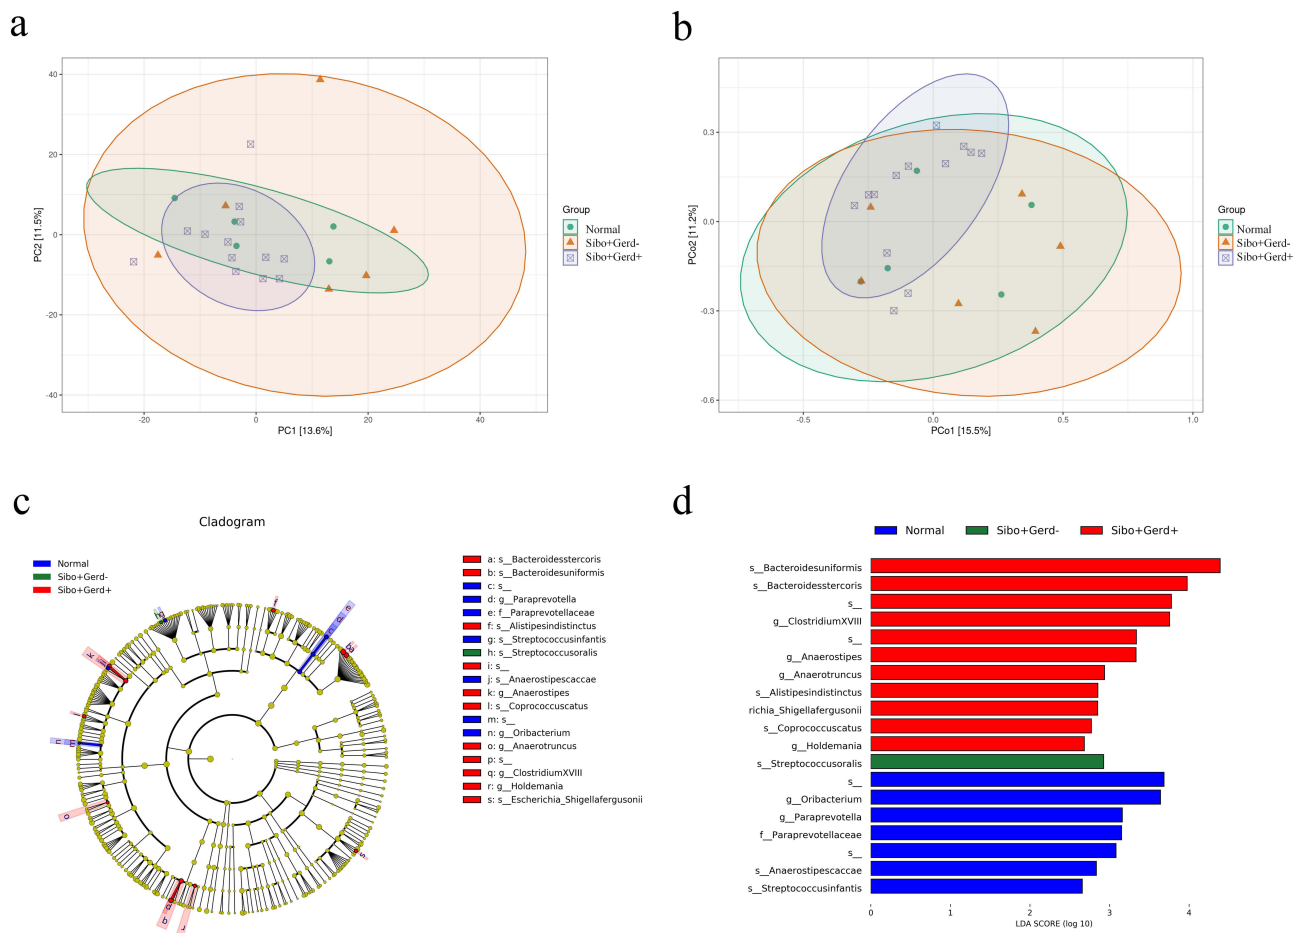 a
40
20
0
-20
-40
PC2 [11.5%]
-20
0
20
40
PC1 [13.6%]
Group
Normal
Sibo+Gerd-
Sibo+Gerd+
b
0.3
0.0
-0.3
-0.6
PCo2 [11.2%]
-0.5
0.0
0.5
1.0
PCo1 [15.5%]
Group
Normal
Sibo+Gerd-
Sibo+Gerd+
c
Cladogram
Normal
Sibo+Gerd-
Sibo+Gerd+
a: s__Bacteroidesstercoris
b: s__Bacteroidesuniformis
c: s__
d: g__Paraprevotella
e: f__Paraprevotellaceae
f: s__Alistipesindistinctus
g: s__Streptococcusinfantis
h: s__Streptococcusoralis
i: s__
j: s__Anaerostipescaccae
k: g__Anaerostipes
l: s__Coprococcuscatus
m: s__
n: g__Oribacterium
o: g__Anaerotruncus
p: s__
q: g__ClostridiumXVIII
r: g__Holdemania
s: s__Escherichia_Shigellafergusonii
d
Normal
Sibo+Gerd-
Sibo+Gerd+
s__Bacteroidesuniformis
s__Bacteroidesstercoris
s__
g__ClostridiumXVIII
s__
g__Anaerostipes
g__Anaerotruncus
s__Alistipesindistinctus
richia_Shigellafergusonii
s__Coprococcuscatus
g__Holdemania
s__Streptococcusoralis
s__
g__Oribacterium
g__Paraprevotella
f__Paraprevotellaceae
s__
s__Anaerostipescaccae
s__Streptococcusinfantis
0
1
2
3
4
LDA SCORE (log 10)